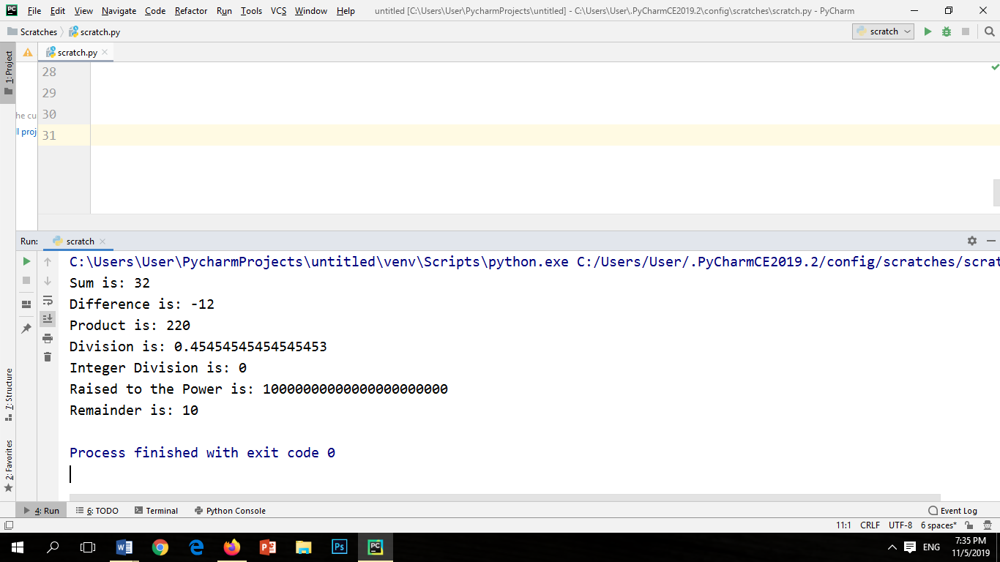 PC File Edit View Navigate Code Refactor Run Tools VCS Window Help untitled [C:\Users\User\PycharmProjects\untitled] - C:\Users\User\.PyCharmCE2019.2\config\scratches\scratch.py - PyCharm
Scratches scratch.py scratch
1: Project scratch.py
28
29
he cu 30
ll proj 31
Run: scratch
C:\Users\User\PycharmProjects\untitled\venv\Scripts\python.exe C:/Users/User/.PyCharmCE2019.2/config/scratches/scrat
Sum is: 32
Difference is: -12
Product is: 220
Division is: 0.45454545454545453
Integer Division is: 0
Raised to the Power is: 10000000000000000000000
Remainder is: 10
Process finished with exit code 0
7: Structure
2: Favorites
4: Run 6: TODO Terminal Python Console Event Log
11:1 CRLF UTF-8 6 spaces*
W P Ps PC ENG 7:35 PM
11/5/2019